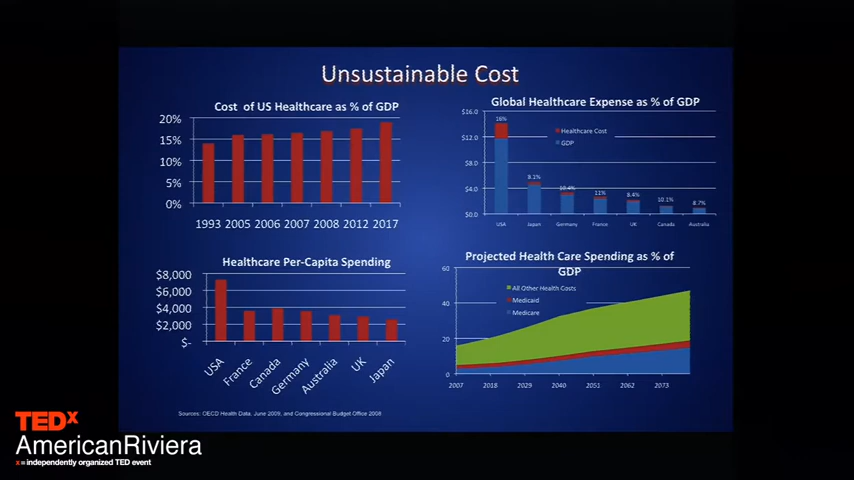 Unsustainable Cost
Cost of US Healthcare as % of GDP
20%
15%
10%
5%
0%
1993 2005 2006 2007 2008 2012 2017
Global Healthcare Expense as % of GDP
$16.0
$12.0
$8.0
$4.0
$0.0
16%
8.1%
10.4%
11%
8.4%
10.1%
8.7%
Healthcare Cost
GDP
USA Japan Germany France UK Canada Australia
Healthcare Per-Capita Spending
$8,000
$6,000
$4,000
$2,000
$-
USA France Canada Germany Australia UK Japan
Projected Health Care Spending as % of
GDP
60
40
20
0
All Other Health Costs
Medicaid
Medicare
2007 2018 2029 2040 2051 2062 2073
Sources: OECD Health Data, June 2009, and Congressional Budget Office 2008
TEDx
AmericanRiviera
x = independently organized TED event